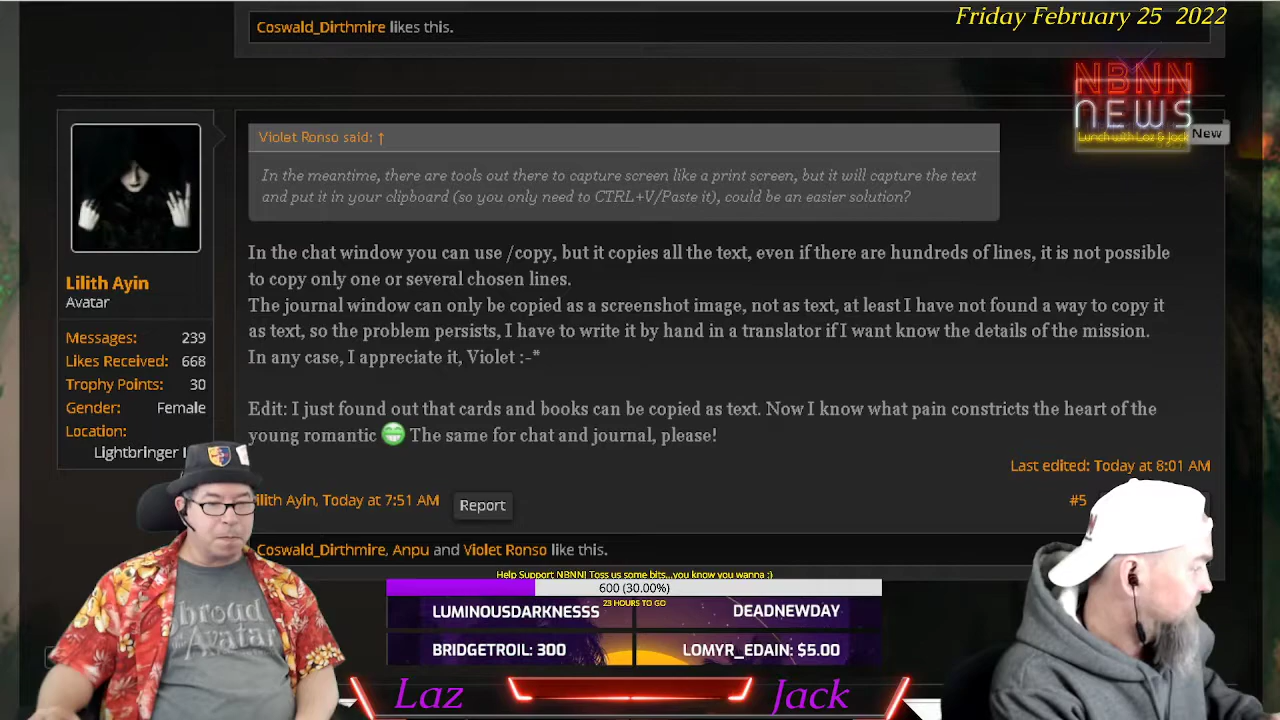 Coswald_Dirthmire likes this.
Friday February 25 2022
NBNN
NEWS
Lunch with Laz & Jack
New
Violet Ronso said: ↑
In the meantime, there are tools out there to capture screen like a print screen, but it will capture the text
and put it in your clipboard (so you only need to CTRL+V/Paste it), could be an easier solution?
Lilith Ayin
Avatar
Messages: 239
Likes Received: 668
Trophy Points: 30
Gender: Female
Location:
Lightbringer
In the chat window you can use /copy, but it copies all the text, even if there are hundreds of lines, it is not possible
to copy only one or several chosen lines.
The journal window can only be copied as a screenshot image, not as text, at least I have not found a way to copy it
as text, so the problem persists, I have to write it by hand in a translator if I want know the details of the mission.
In any case, I appreciate it, Violet :-*
Edit: I just found out that cards and books can be copied as text. Now I know what pain constricts the heart of the
young romantic 😁 The same for chat and journal, please!
Last edited: Today at 8:01 AM
ilith Ayin, Today at 7:51 AM
Report
#5
Coswald_Dirthmire, Anpu and Violet Ronso like this.
Help Support NBNN! Toss us some bits...you know you wanna :)
600 (30.00%)
23 HOURS TO GO
LUMINOUSDARKNESSS
DEADNEWDAY
BRIDGETROIL: 300
LOMYR_EDAIN: $5.00
broud
Avatar
Laz
Jack